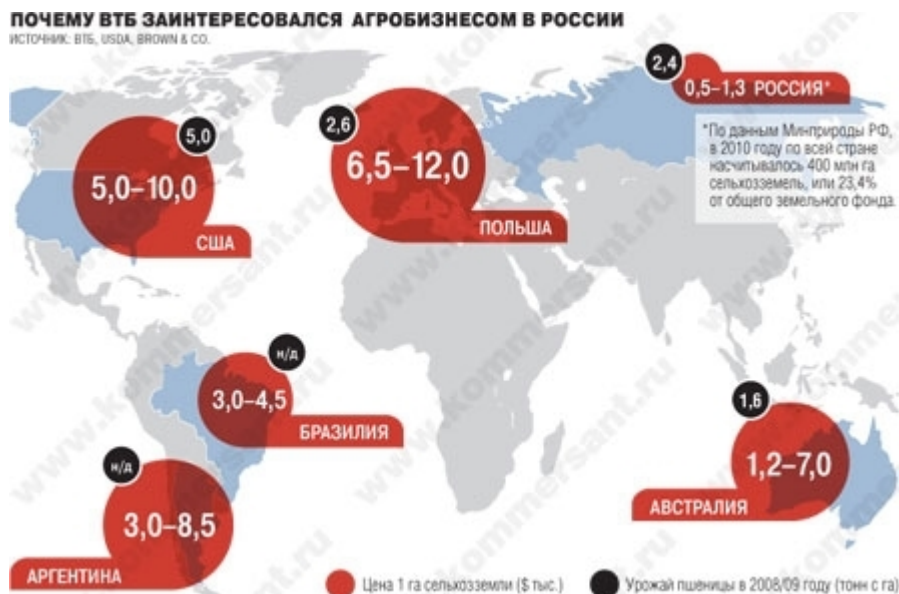 ПОЧЕМУ ВТБ ЗАИНТЕРЕСОВАЛСЯ АГРОБИЗНЕСОМ В РОССИИ
ИСТОЧНИК: ВТБ, USDA, BROWN & CO.
5,0
5,0–10,0
США
2,6
6,5–12,0
ПОЛЬША
2,4
0,5–1,3 РОССИЯ*
*По данным Минприроды РФ,
в 2010 году по всей стране
насчитывалось 400 млн га
сельхозземель, или 23,4%
от общего земельного фонда.
н/д
3,0–4,5
БРАЗИЛИЯ
н/д
3,0–8,5
АРГЕНТИНА
1,6
1,2–7,0
АВСТРАЛИЯ
Цена 1 га сельхозземли ($ тыс.)
Урожай пшеницы в 2008/09 году (тонн с га)
www.kommersant.ru